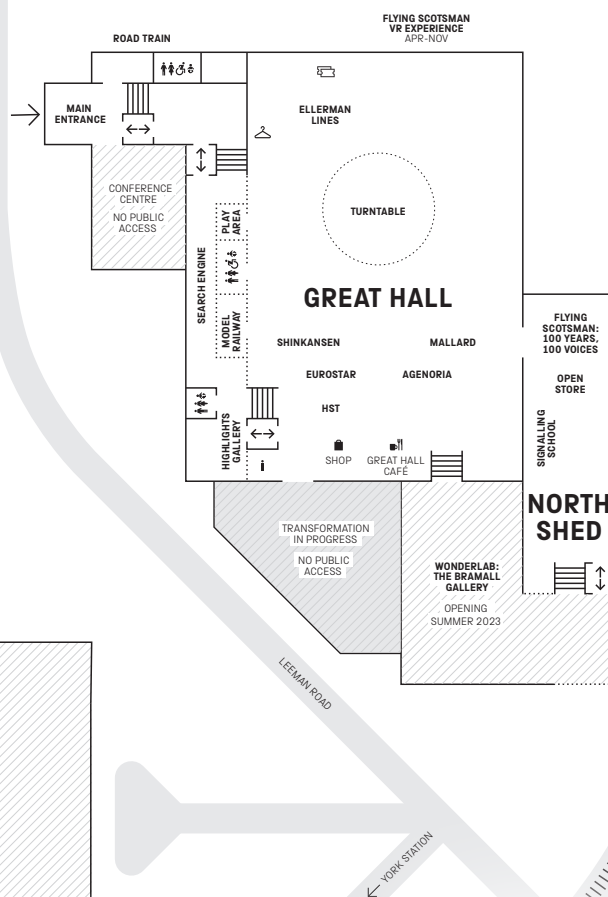 FLYING SCOTSMAN
VR EXPERIENCE
APR-NOV
ROAD TRAIN
MAIN
ENTRANCE
ELLERMAN
LINES
CONFERENCE
CENTRE
NO PUBLIC
ACCESS
PLAY
AREA
TURNTABLE
SEARCH ENGINE
GREAT HALL
MODEL
RAILWAY
SHINKANSEN
MALLARD
FLYING
SCOTSMAN:
100 YEARS,
100 VOICES
EUROSTAR
AGENORIA
OPEN
STORE
HST
HIGHLIGHTS
GALLERY
i
SHOP
GREAT HALL
CAFÉ
SIGNALLING
SCHOOL
NORTH
SHED
TRANSFORMATION
IN PROGRESS
NO PUBLIC
ACCESS
WONDERLAB:
THE BRAMALL
GALLERY
OPENING
SUMMER 2023
LEEMAN ROAD
YORK STATION